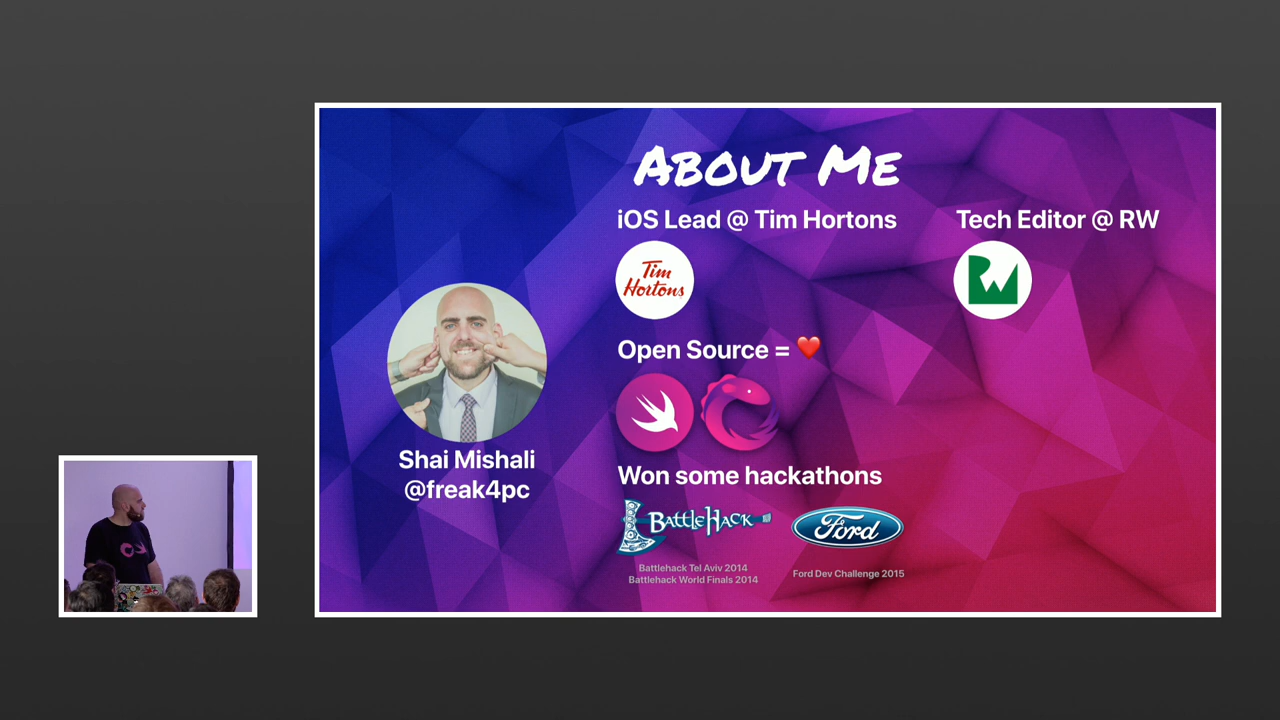 About Me
iOS Lead @ Tim Hortons
Tech Editor @ RW
Tim
Hortons
RW
Open Source = ❤️
Shai Mishali
@freak4pc
Won some hackathons
BattleHack
Ford
Battlehack Tel Aviv 2014
Battlehack World Finals 2014
Ford Dev Challenge 2015